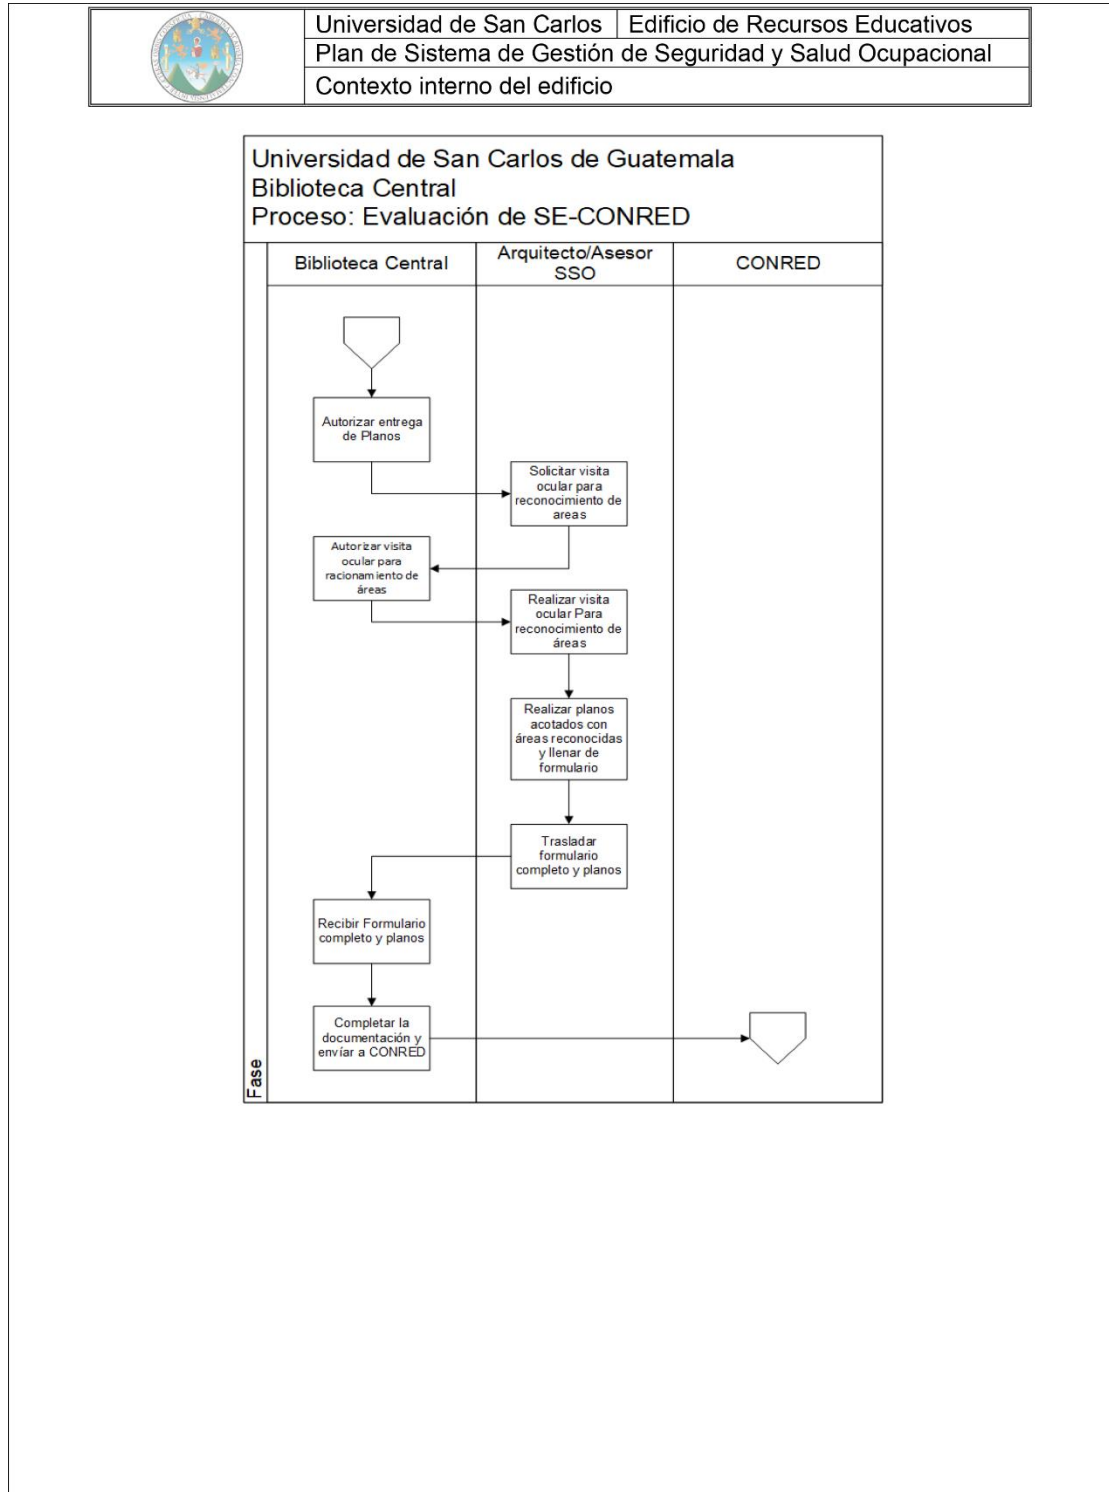 Universidad de San Carlos Edificio de Recursos Educativos
Plan de Sistema de Gestión de Seguridad y Salud Ocupacional
Contexto interno del edificio
Universidad de San Carlos de Guatemala
Biblioteca Central
Proceso: Evaluación de SE-CONRED
Biblioteca Central
Arquitecto/Asesor
SSO
CONRED
Autorizar entrega
de Planos
Solicitar visita
ocular para
reconocimiento de
areas
Autorizar visita
ocular para
racionamiento de
áreas
Realizar visita
ocular Para
reconocimiento de
áreas
Realizar planos
acotados con
áreas reconocidas
y llenar de
formulario
Trasladar
formulario
completo y planos
Recibir Formulario
completo y planos
Completar la
documentación y
envíar a CONRED
Fase